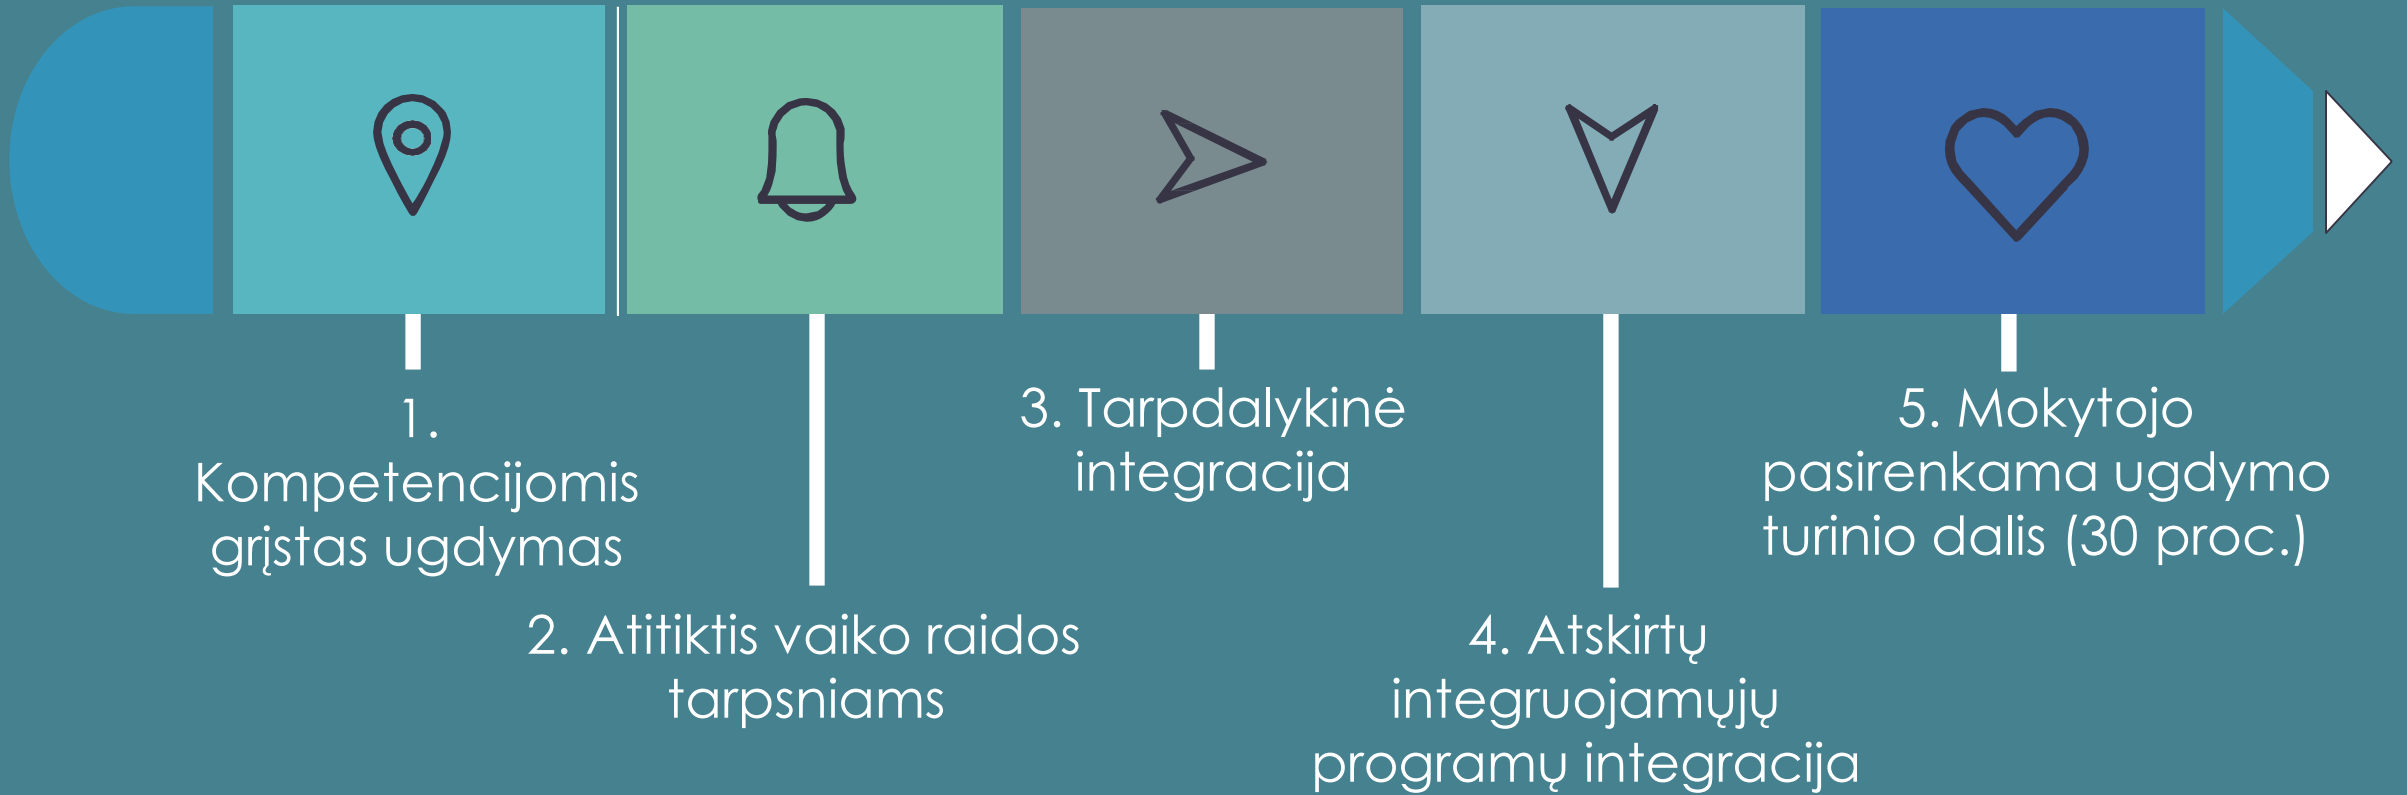 1.
Kompetencijomis
grįstas ugdymas
2. Atitiktis vaiko raidos
tarpsniams
3. Tarpdalykinė
integracija
4. Atskirtų
integruojamųjų
programų integracija
5. Mokytojo
pasirenkama ugdymo
turinio dalis (30 proc.)